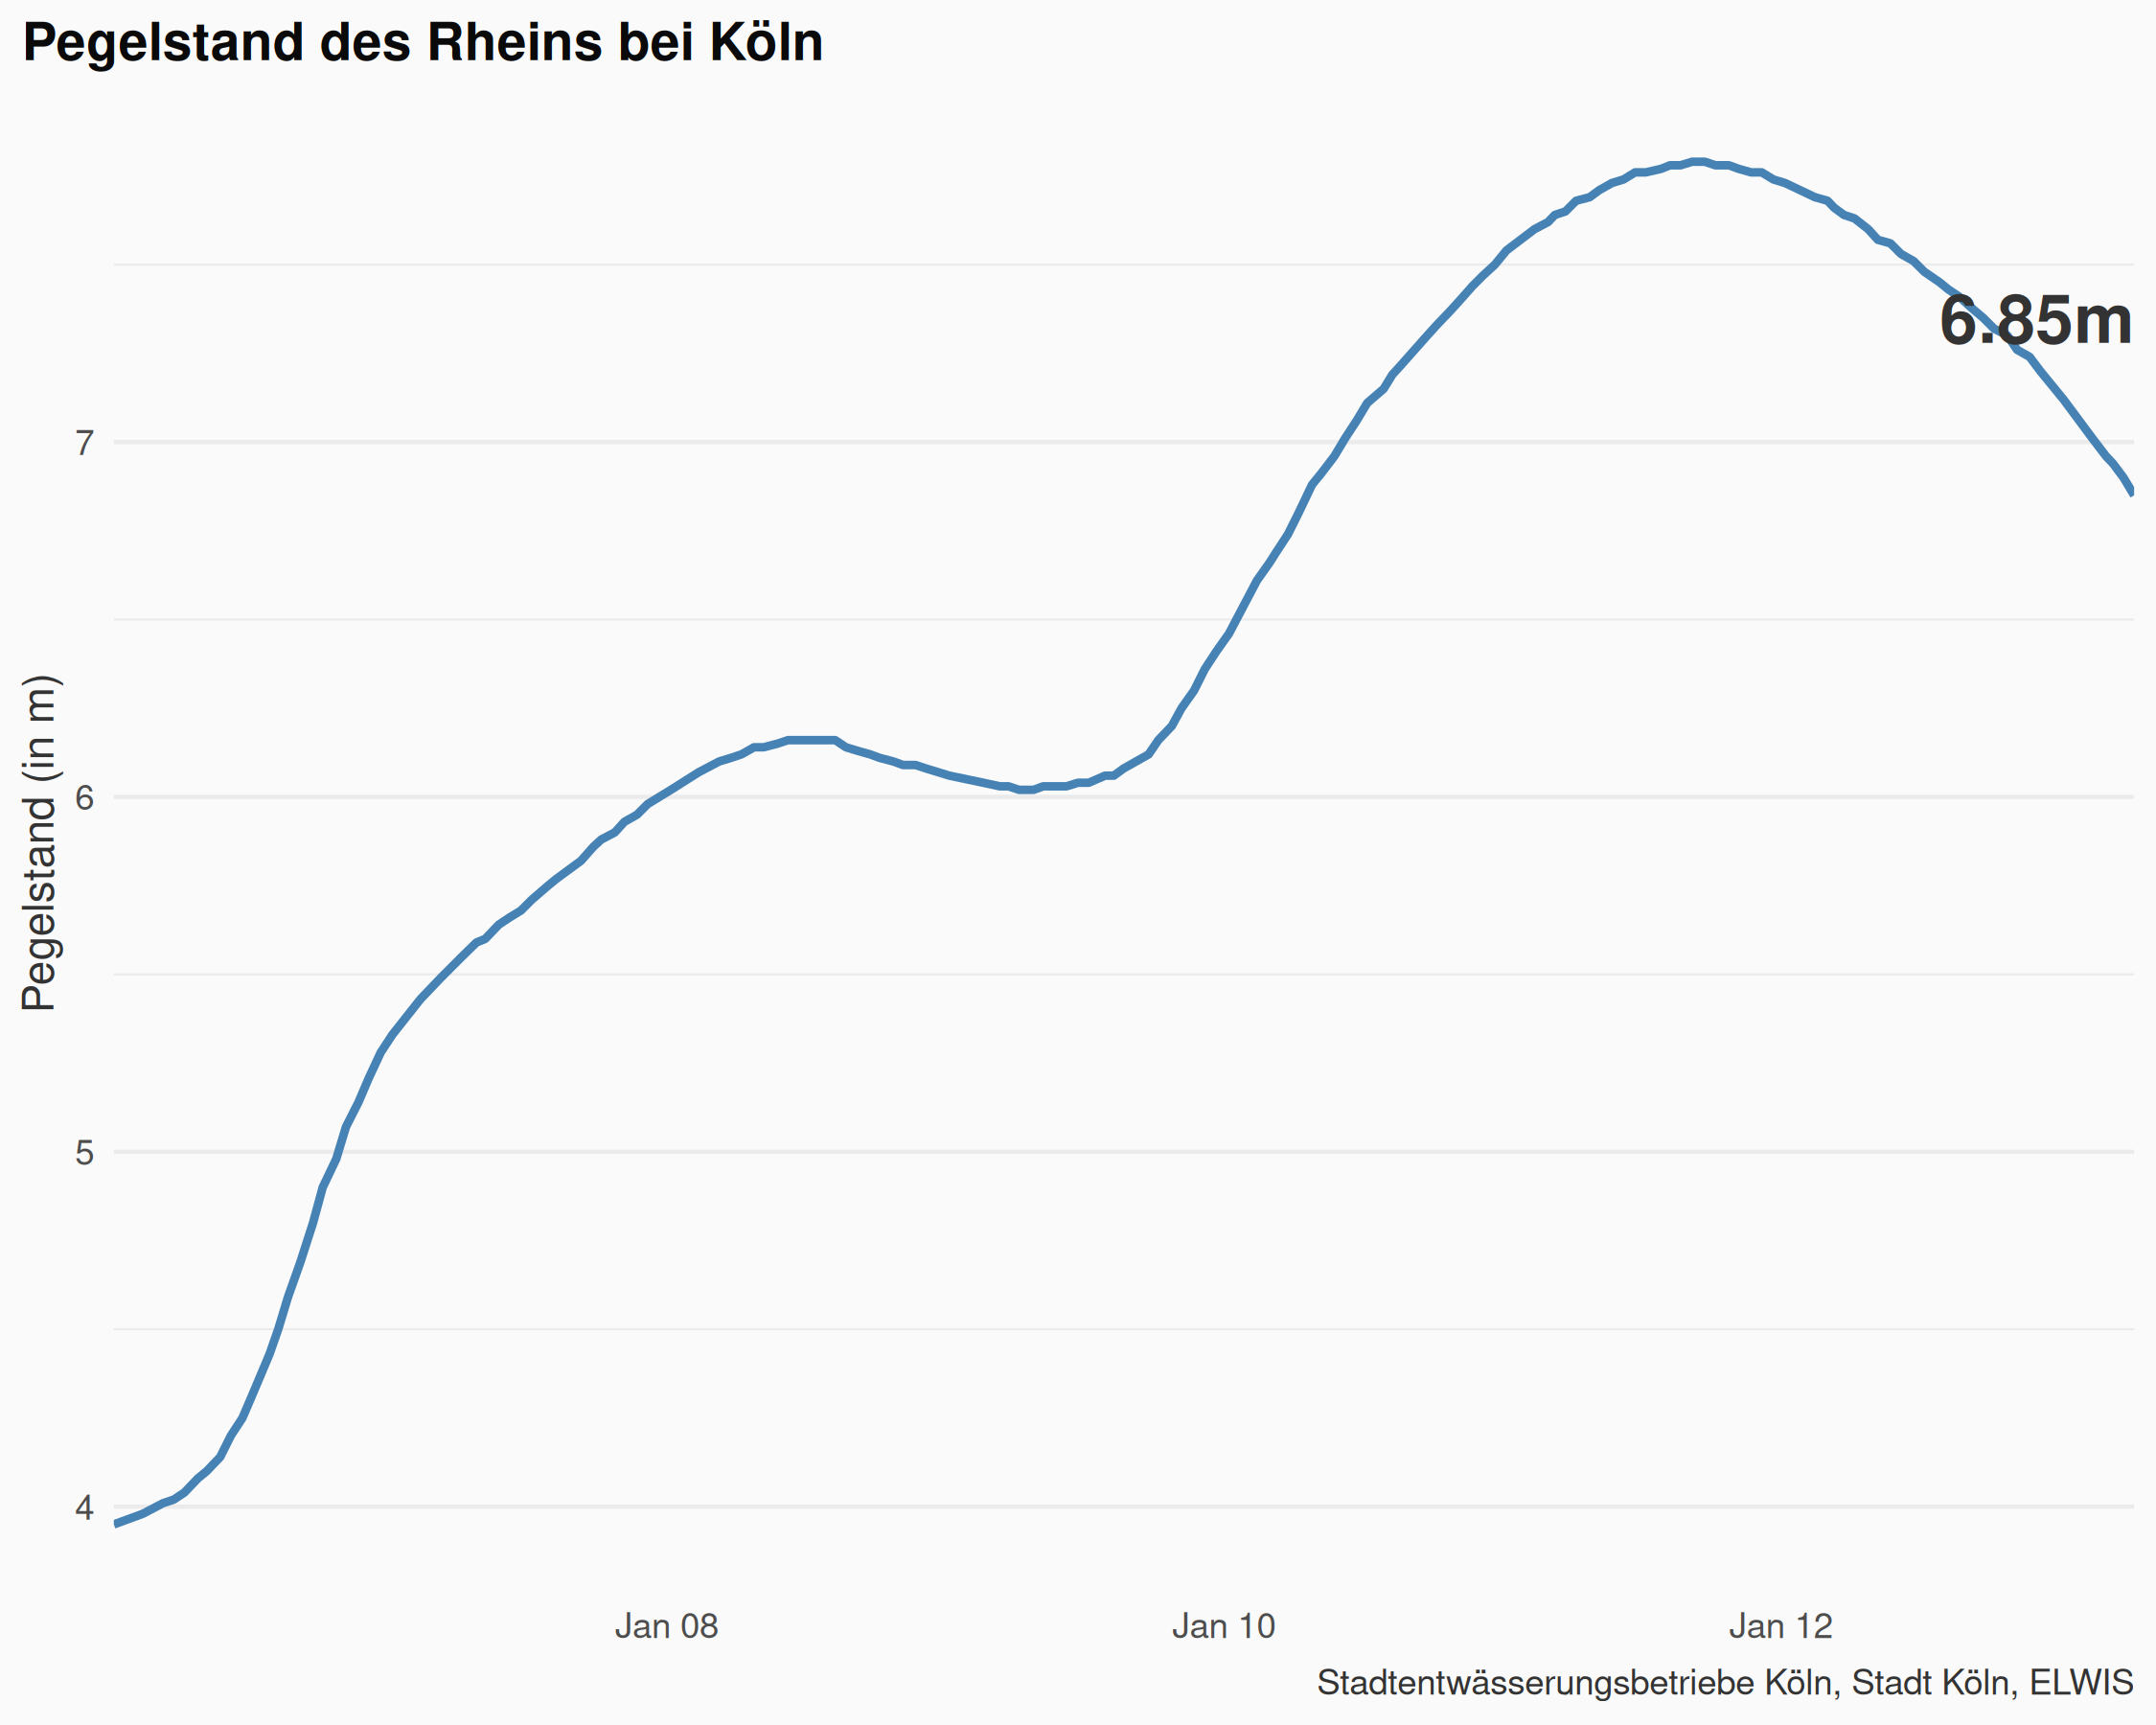 Pegelstand des Rheins bei Köln
6.85m
Pegelstand (in m)
7
6
5
4
Jan 08
Jan 10
Jan 12
Stadtentwässerungsbetriebe Köln, Stadt Köln, ELWIS